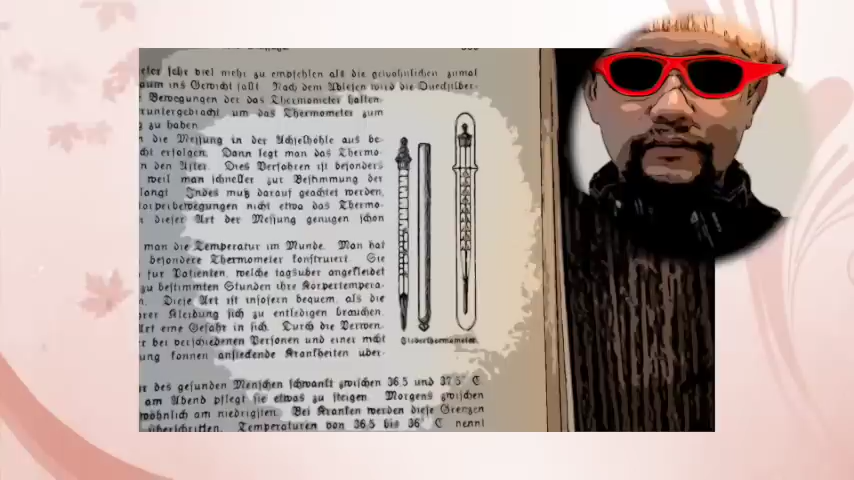 sehr viel mehr zu empfehlen als die gewöhnlichen zumal
ins Gewicht fällt. Nach dem Ablesen wird die Quecksilber-
Bewegungen der das Thermometer halten-
heruntergebracht um das Thermometer zum
zu haben.
die Messung in der Achselhöhle aus be-
erfolgen. Dann legt man das Thermo-
den After. Dies Verfahren ist besonders
weil man schneller zur Bestimmung der
langt. Indes muß darauf geachtet werden,
Körperbewegungen nicht etwa das Thermo-
dieser Art der Messung genügen schon
man die Temperatur im Munde. Man hat
besondere Thermometer konstruiert. Sie
für Patienten, welche tagsüber angekleidet
zu bestimmten Stunden ihre Körpertempera-
Diese Art ist insofern bequem, als die
ihrer Kleidung sich zu entledigen brauchen.
Art eine Gefahr in sich. Durch die Verwen-
bei verschiedenen Personen und einer nicht
können ansteckende Krankheiten über-
Fieberthermometer.
des gesunden Menschen schwankt zwischen 36,5 und 37,5° C
am Abend pflegt sie etwas zu steigen. Morgens zwischen
gewöhnlich am niedrigsten. Bei Kranken werden diese Grenzen
überschritten. Temperaturen von 36,5 bis 36° C nennt